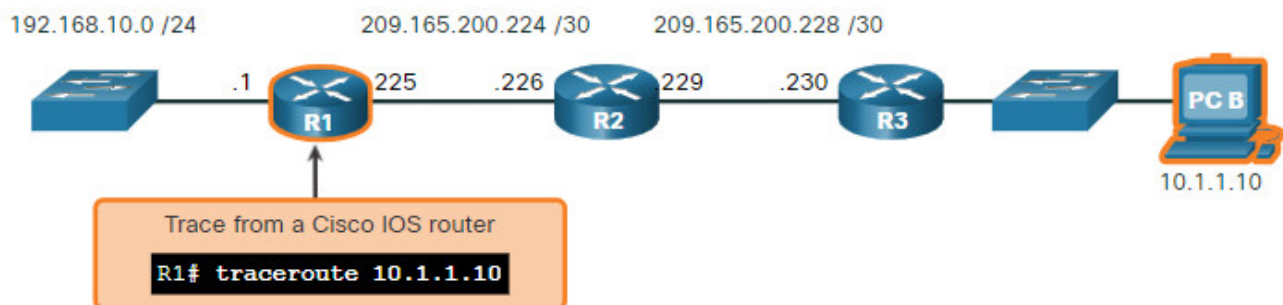 192.168.10.0 /24 209.165.200.224 /30 209.165.200.228 /30
.1 R1 225 .226 R2 229 .230 R3 PC B
10.1.1.10
Trace from a Cisco IOS router
R1# traceroute 10.1.1.10